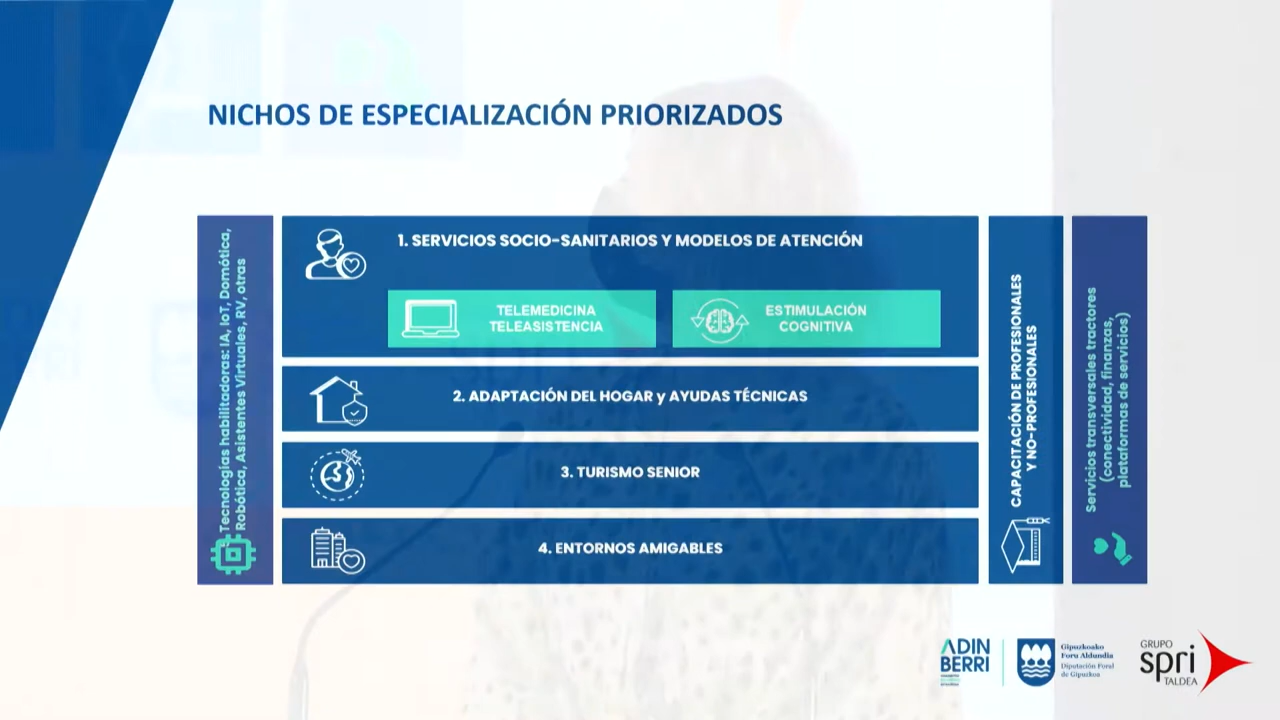 NICHOS DE ESPECIALIZACIÓN PRIORIZADOS
Tecnologías habilitadoras: IA, IoT, Domótica,
Robótica, Asistentes Virtuales, RV, otras
1. SERVICIOS SOCIO-SANITARIOS Y MODELOS DE ATENCIÓN
TELEMEDICINA
TELEASISTENCIA
ESTIMULACIÓN
COGNITIVA
2. ADAPTACIÓN DEL HOGAR y AYUDAS TÉCNICAS
3. TURISMO SENIOR
4. ENTORNOS AMIGABLES
CAPACITACIÓN DE PROFESIONALES
Y NO-PROFESIONALES
Servicios transversales tractores
(conectividad, finanzas,
plataformas de servicios)
ADIN
BERRI
Gipuzkoako
Foru Aldundia
Diputación Foral
de Gipuzkoa
GRUPO
spri
TALDEA